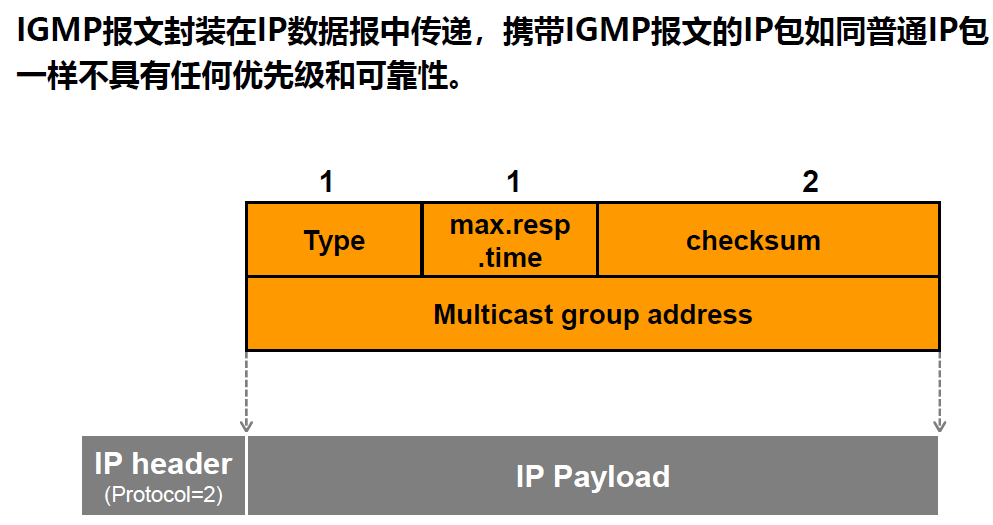 IGMP报文封装在IP数据报中传递，携带IGMP报文的IP包如同普通IP包
一样不具有任何优先级和可靠性。
1 1 2
Type
max.resp
.time
checksum
Multicast group address
IP header
(Protocol=2)
IP Payload